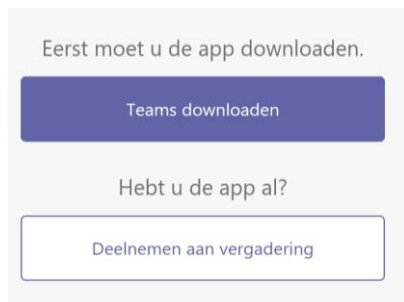 Eerst moet u de app downloaden.
Teams downloaden
Hebt u de app al?
Deelnemen aan vergadering